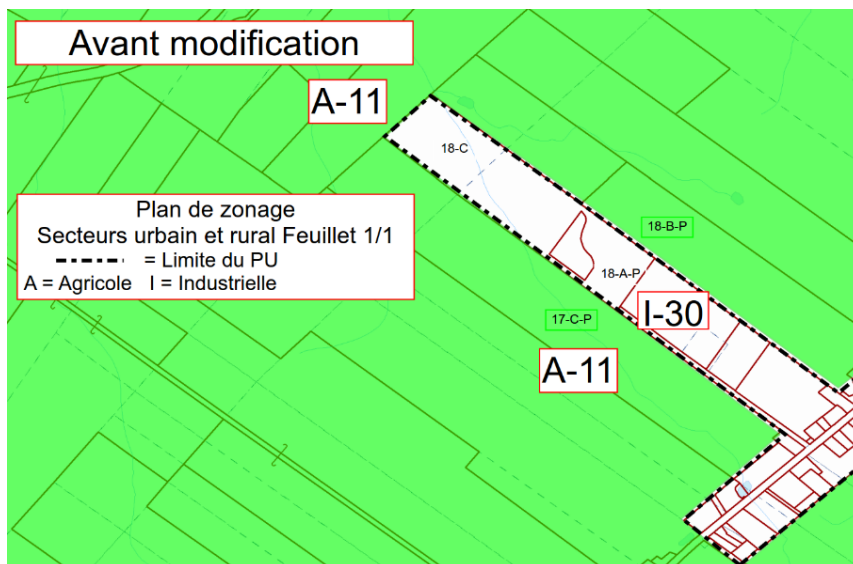 Avant modification
A-11
18-C
Plan de zonage
Secteurs urbain et rural Feuillet 1/1
= Limite du PU
A = Agricole I = Industrielle
18-B-P
18-A-P
I-30
17-C-P
A-11